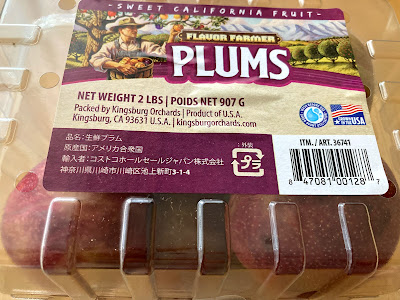 - SWEET CALIFORNIA FRUIT -
FLAVOR FARMER
PLUMS
NET WEIGHT 2 LBS | POIDS NET 907 G
Packed by Kingsburg Orchards | Product of U.S.A.
Kingsburg, CA 93631 U.S.A. | kingsburgorchards.com
品名:生鮮プラム
原産国:アメリカ合衆国
輸入者:コストコホールセールジャパン株式会社
神奈川県川崎市川崎区池上新町3-1-4
:外装
プラ
ITM. / ART. 36741
8 47081 00128 7